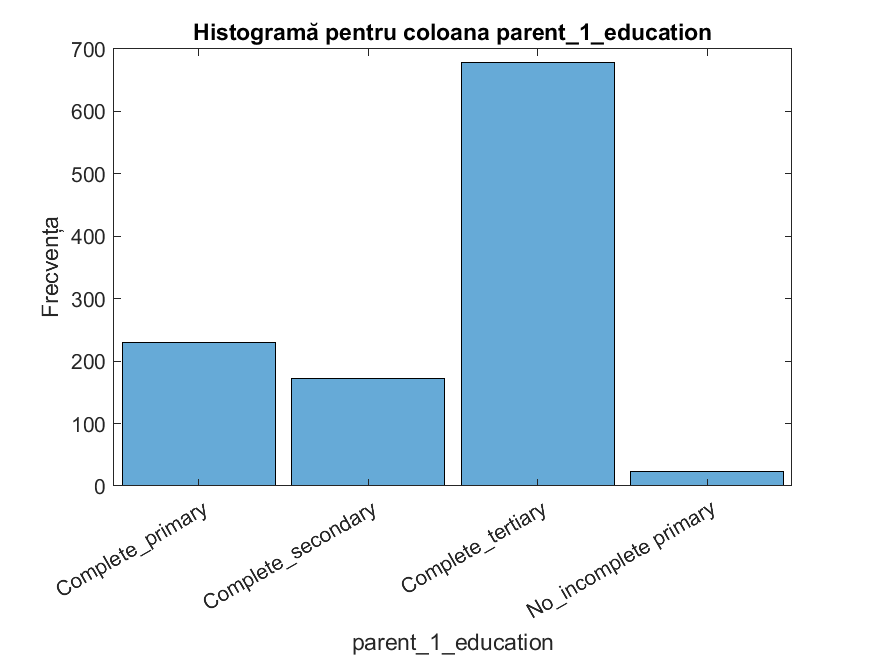 Histogramă pentru coloana parent_1_education
700
600
500
400
300
200
100
0
Frecvența
Complete_primary
Complete_secondary
Complete_tertiary
No_incomplete primary
parent_1_education